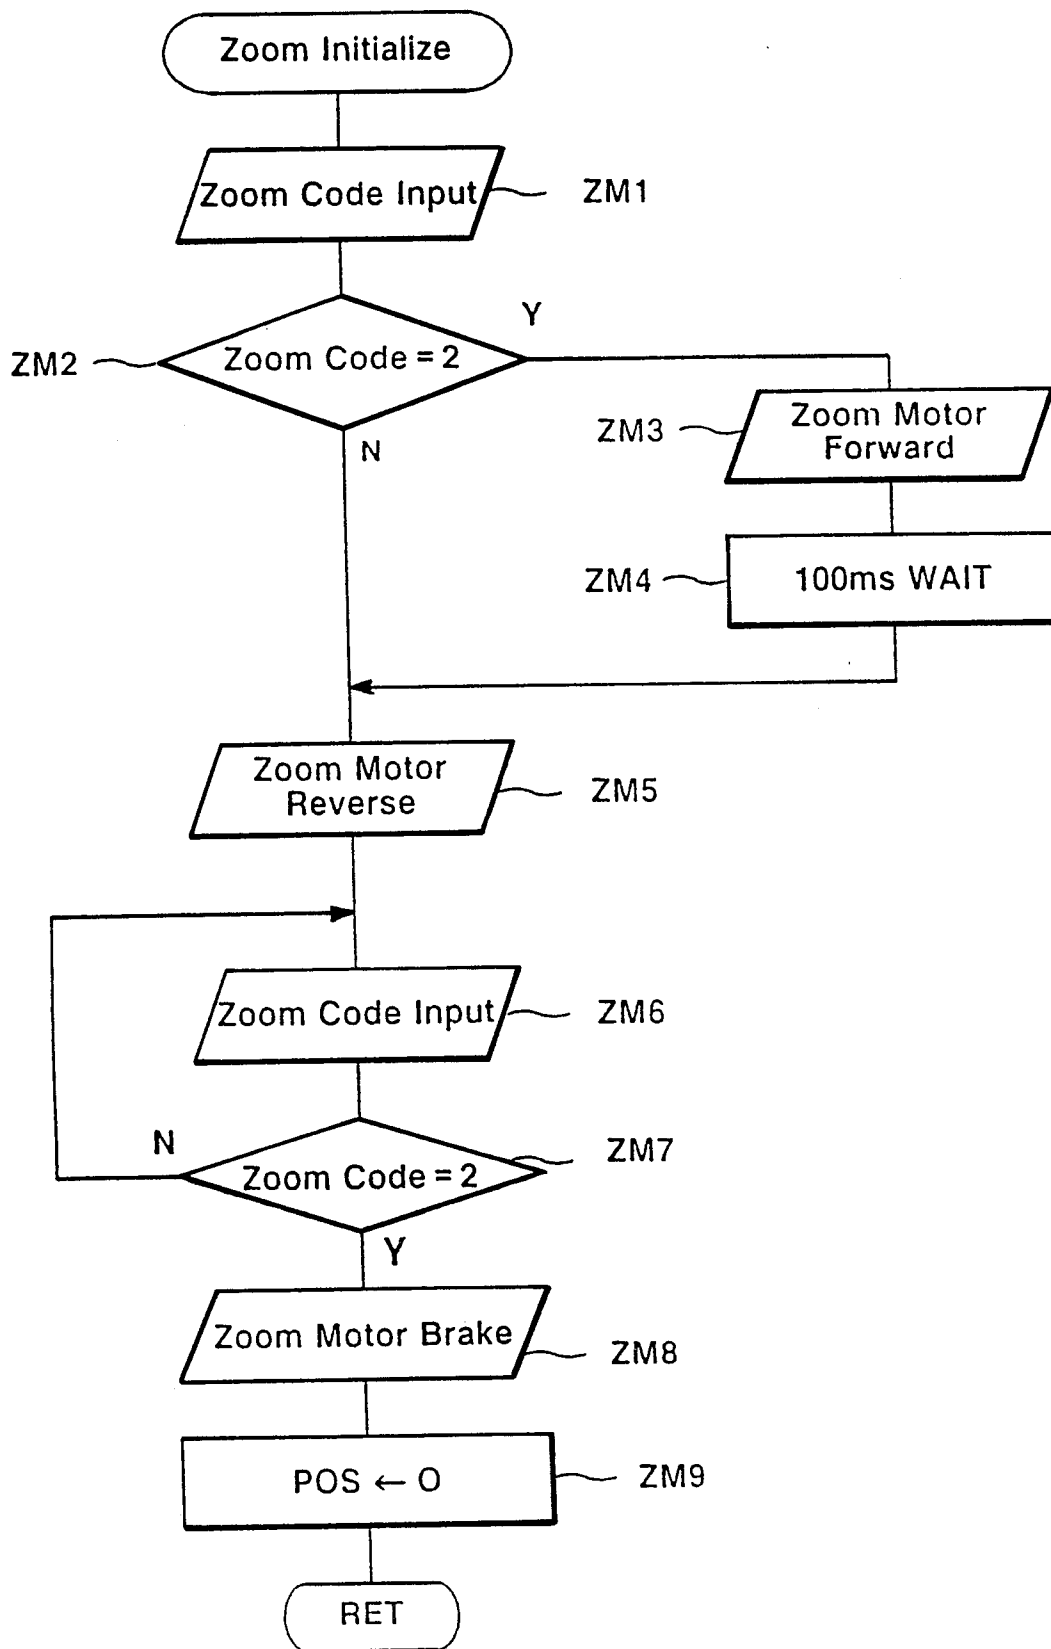 Zoom Initialize
Zoom Code Input
ZM1
Y
ZM2
Zoom Code = 2
N
ZM3
Zoom Motor
Forward
ZM4
100ms WAIT
Zoom Motor
Reverse
ZM5
Zoom Code Input
ZM6
N
Zoom Code = 2
ZM7
Y
Zoom Motor Brake
ZM8
POS ← O
ZM9
RET